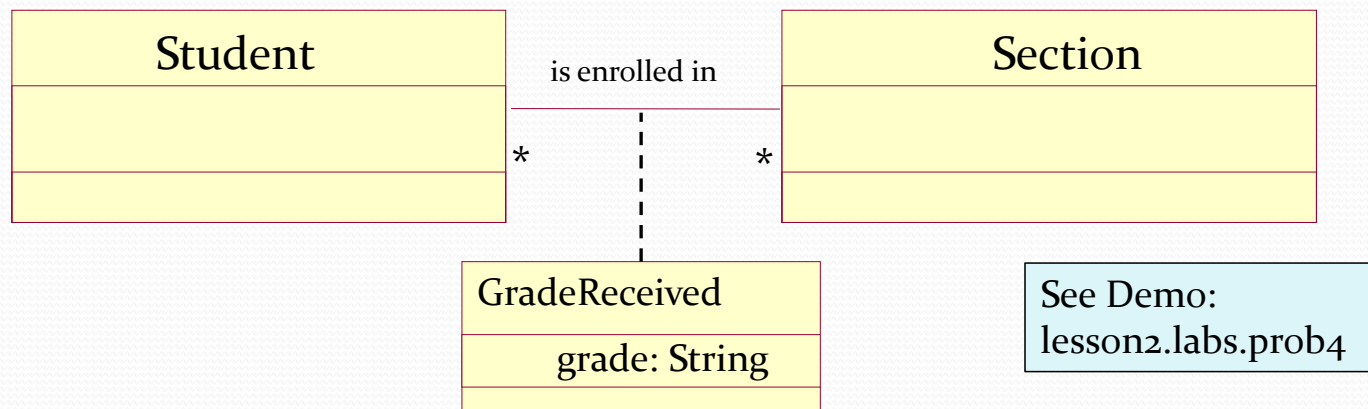 Student
is enrolled in
Section
*
*
GradeReceived
grade: String
See Demo:
lesson2.labs.prob4